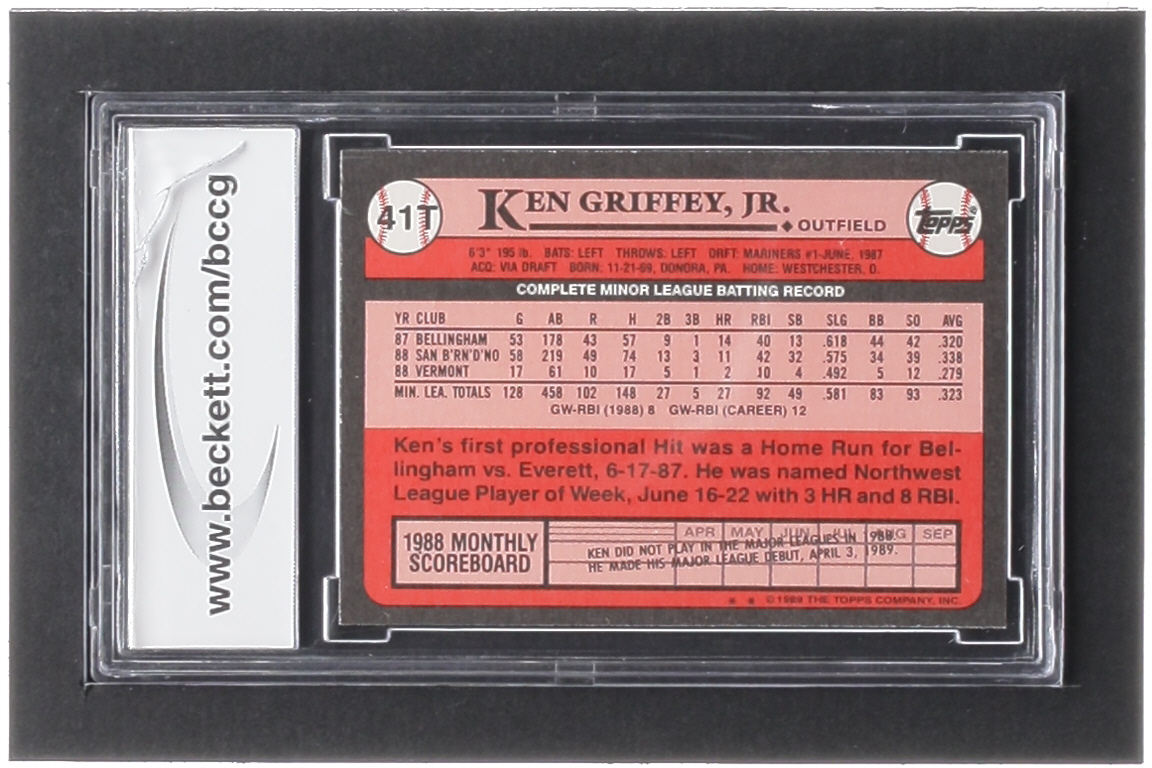 www.beckett.com/bccg
41T
KEN GRIFFEY, JR.
◆OUTFIELD
TOPPS®
6'3" 195 lb. BATS: LEFT THROWS: LEFT DRFT: MARINERS #1-JUNE, 1987
ACQ: VIA DRAFT BORN: 11-21-69, DONORA, PA. HOME: WESTCHESTER, O.
COMPLETE MINOR LEAGUE BATTING RECORD
YR CLUB G AB R H 2B 3B HR RBI SB SLG BB SO AVG
87 BELLINGHAM 53 178 43 57 9 1 14 40 13 .618 44 42 .320
88 SAN B'RN'D'NO 58 219 49 74 13 3 11 42 32 .575 34 39 .338
88 VERMONT 17 61 10 17 5 1 2 10 4 .492 5 12 .279
MIN. LEA. TOTALS 128 458 102 148 27 5 27 92 49 .581 83 93 .323
GW-RBI (1988) 8 GW-RBI (CAREER) 12
Ken's first professional Hit was a Home Run for Bel-
lingham vs. Everett, 6-17-87. He was named Northwest
League Player of Week, June 16-22 with 3 HR and 8 RBI.
1988 MONTHLY
SCOREBOARD
APR MAY JUN JUL AUG SEP
KEN DID NOT PLAY IN THE MAJOR LEAGUES IN 1988.
HE MADE HIS MAJOR LEAGUE DEBUT, APRIL 3, 1989.
** ©1989 THE TOPPS COMPANY, INC.